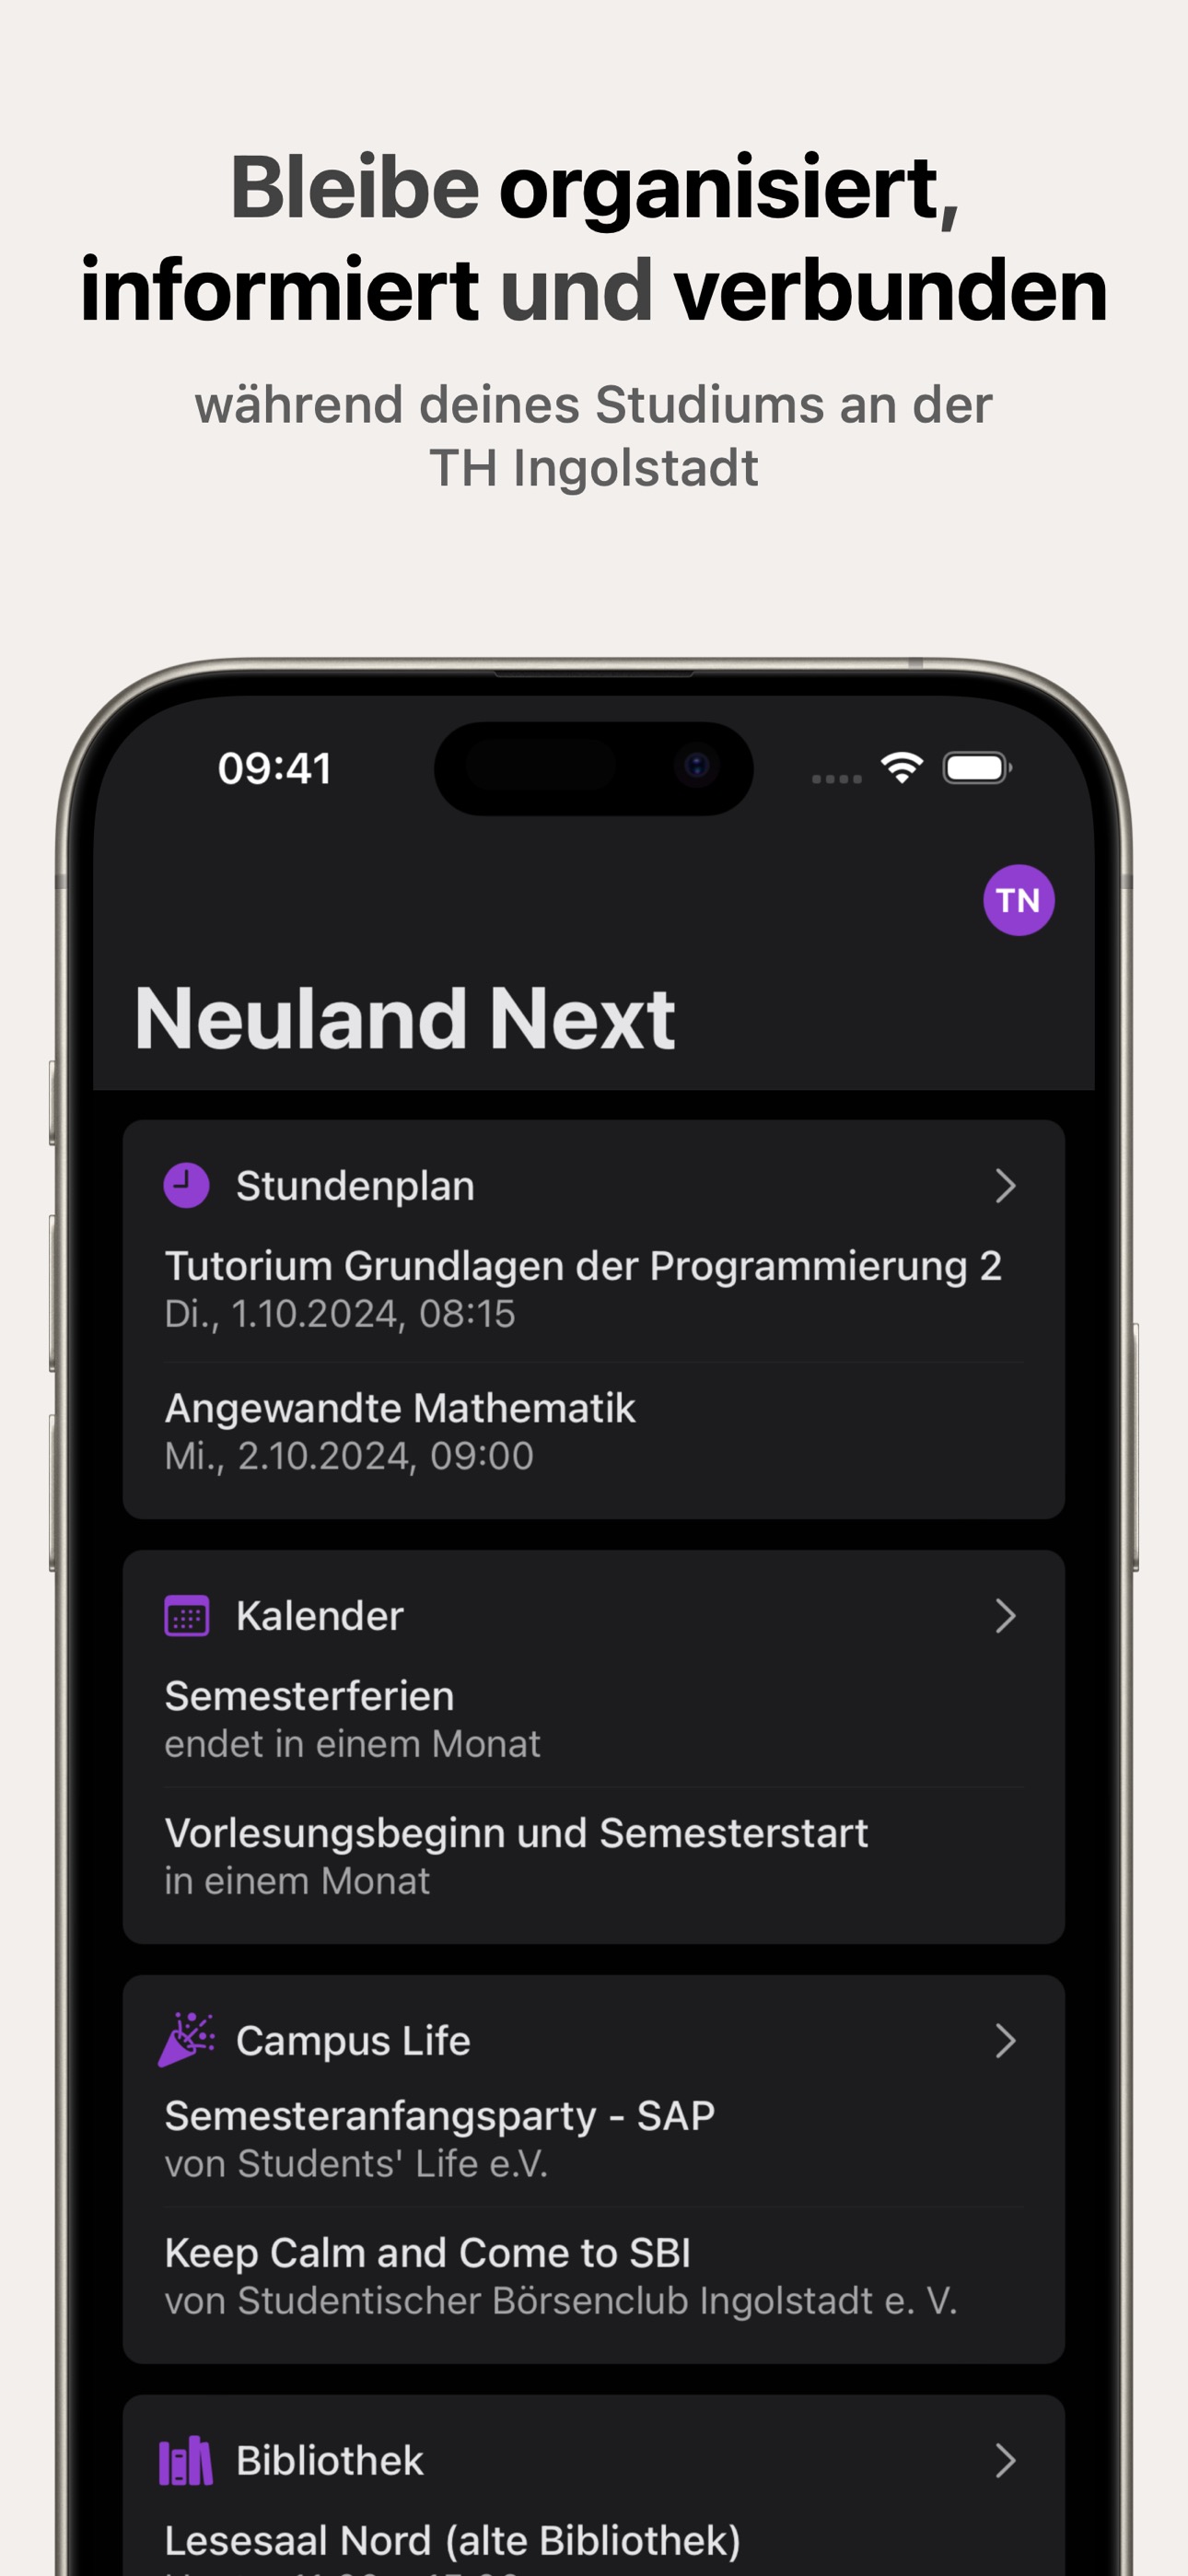 Bleibe organisiert,
informiert und verbunden
während deines Studiums an der
TH Ingolstadt
09:41
TN
Neuland Next
Stundenplan
Tutorium Grundlagen der Programmierung 2
Di., 1.10.2024, 08:15
Angewandte Mathematik
Mi., 2.10.2024, 09:00
Kalender
Semesterferien
endet in einem Monat
Vorlesungsbeginn und Semesterstart
in einem Monat
Campus Life
Semesteranfangsparty - SAP
von Students' Life e.V.
Keep Calm and Come to SBI
von Studentischer Börsenclub Ingolstadt e. V.
Bibliothek
Lesesaal Nord (alte Bibliothek)